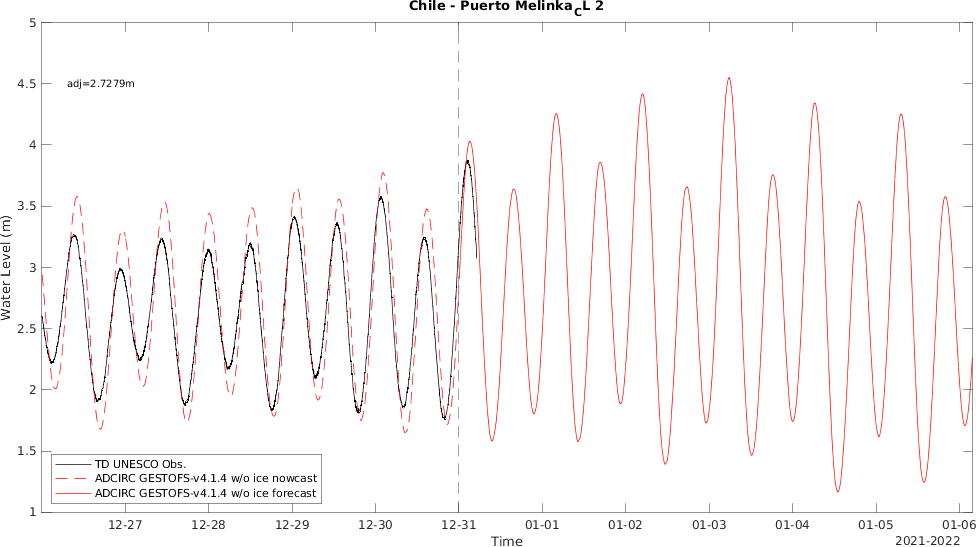 Chile - Puerto MelinkaCL 2
5
4.5
adj=2.7279m
4
3.5
3
2.5
2
1.5
1
Water Level (m)
TD UNESCO Obs.
ADCIRC GESTOFS-v4.1.4 w/o ice nowcast
ADCIRC GESTOFS-v4.1.4 w/o ice forecast
12-27 12-28 12-29 12-30 12-31 01-01 01-02 01-03 01-04 01-05 01-06
Time
2021-2022